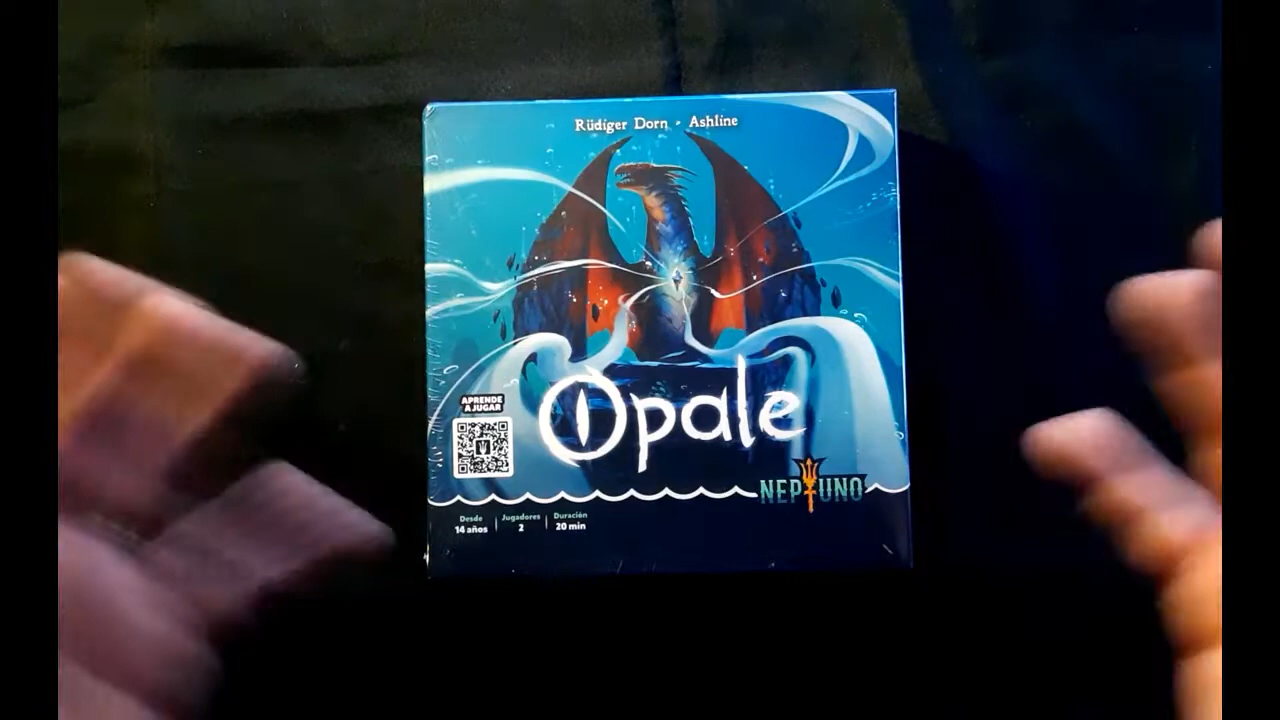 Rüdiger Dorn - Ashline
Opale
APRENDE
A JUGAR
NEPTUNO
Desde
14 años
Jugadores
2
Duración
20 min